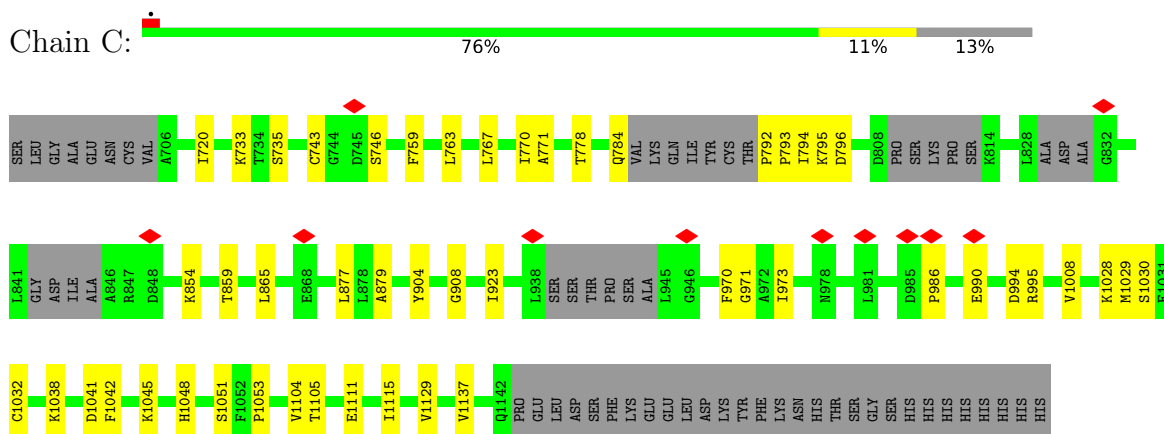 Chain C:
76% 11% 13%
SER LEU GLY ALA GLU ASN CYS VAL A706 I720 K733 T734 S735 C743 G744 D745 S746 F759 L763 L767 I770 A771 T778 Q784 VAL LYS GLN ILE TYR CYS THR P792 P793 I794 K795 D796 D808 PRO SER LYS PRO SER K814 L828 ALA ASP ALA G832
L841 GLY ASP ILE ALA A846 R847 D848 K854 T859 L865 E868 L877 L878 A879 Y904 G908 I923 L938 SER SER THR PRO SER ALA L945 G946 F970 G971 A972 I973 N978 L981 D985 P986 E990 D994 R995 V1008 K1028 M1029 S1030 E1031
C1032 K1038 D1041 F1042 K1045 H1048 S1051 F1052 P1053 V1104 T1105 E1111 I1115 V1129 V1137 Q1142 PRO GLU LEU ASP SER PHE LYS GLU GLU LEU ASP LYS TYR PHE LYS ASN HIS THR SER GLY SER HIS HIS HIS HIS HIS HIS HIS HIS